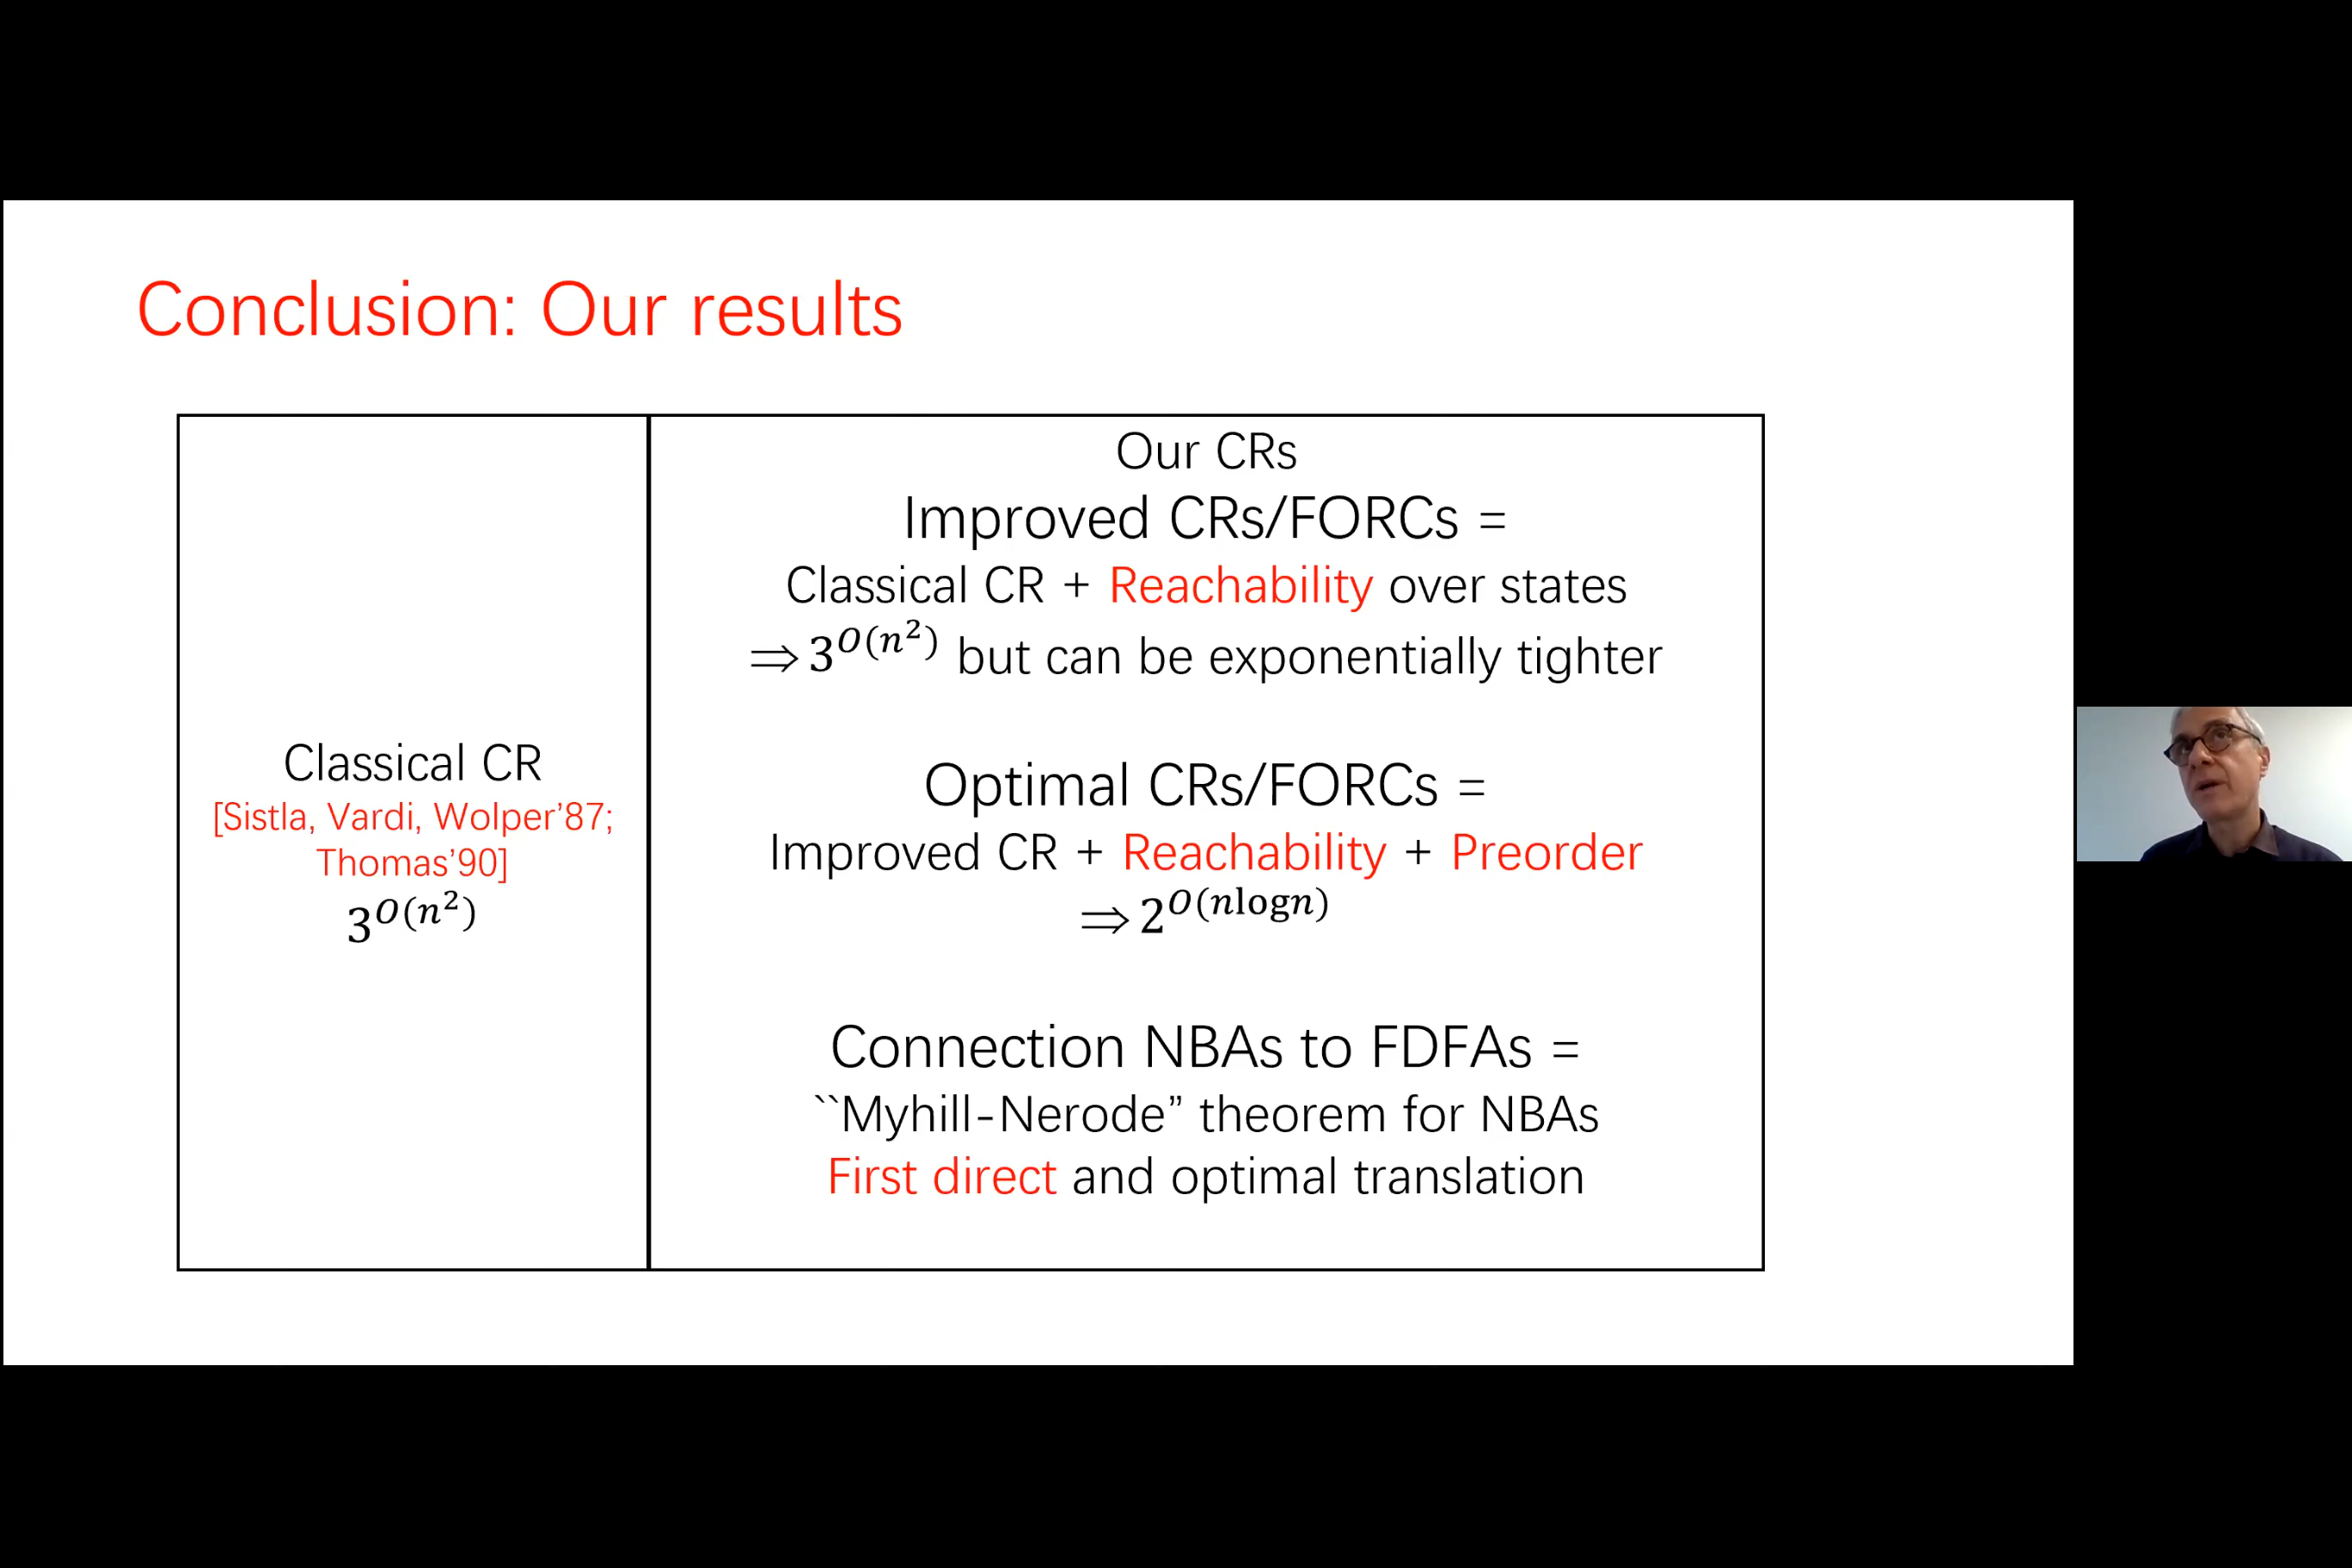 Conclusion: Our results
Classical CR
[Sistla, Vardi, Wolper’87;
Thomas’90]
3^{O(n^2)}
Our CRs
Improved CRs/FORCs =
Classical CR + Reachability over states
⇒ 3^{O(n^2)} but can be exponentially tighter
Optimal CRs/FORCs =
Improved CR + Reachability + Preorder
⇒ 2^{O(nlogn)}
Connection NBAs to FDFAs =
``Myhill-Nerode” theorem for NBAs
First direct and optimal translation